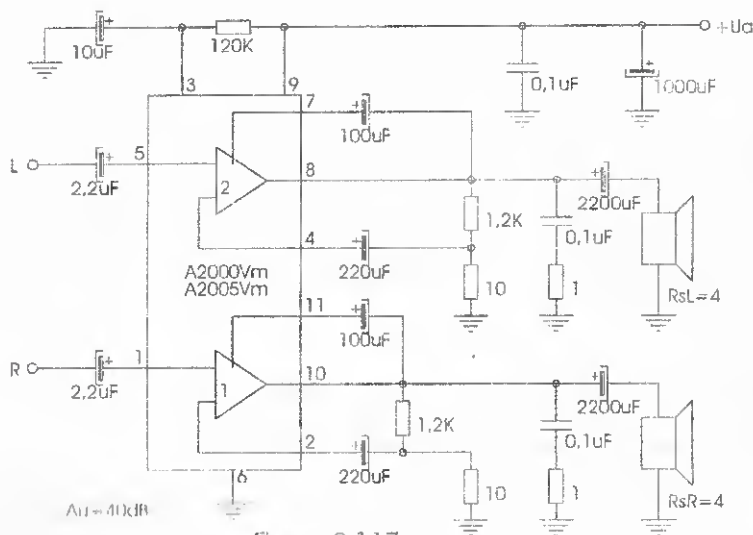 +Ua
10uF
120K
3
9
0,1uF
1000uF
7
100uF
L
2,2uF
5
2
8
4
220uF
1,2K
10
0,1uF
1
2200uF
RsL=4
A2000Vm
A2005Vm
11
100uF
R
2,2uF
1
1
10
2
220uF
1,2K
10
0,1uF
1
2200uF
RsR=4
6
Au=40dB